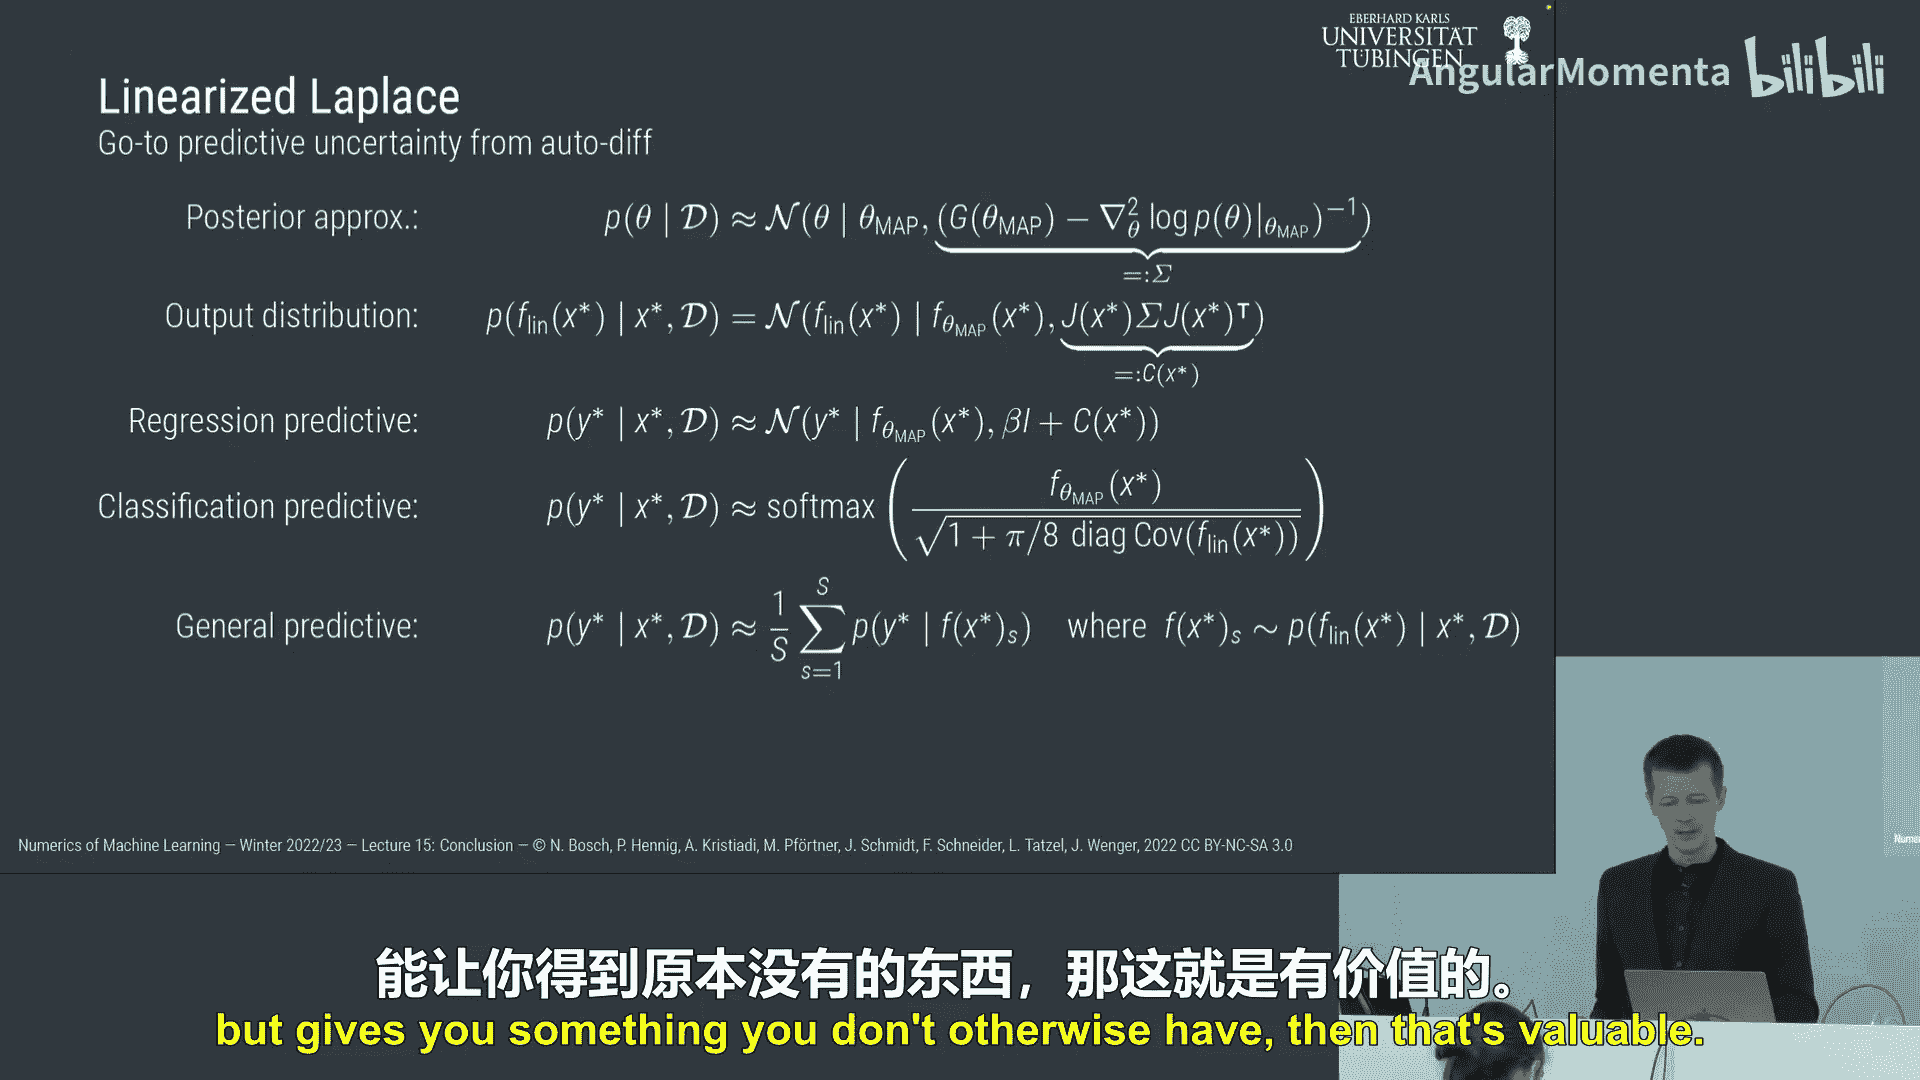 EBERHARD KARLS
UNIVERSITÄT
TÜBINGEN
AngularMomenta bilibili
Linearized Laplace
Go-to predictive uncertainty from auto-diff
Posterior approx.: p(θ | 𝒟) ≈ 𝒩(θ | θ_MAP, (G(θ_MAP) − ∇²_θ log p(θ)|_θ_MAP)⁻¹)
=:Σ
Output distribution: p(f_lin(x*) | x*, 𝒟) = 𝒩(f_lin(x*) | f_θ_MAP(x*), J(x*)ΣJ(x*)ᵀ)
=:C(x*)
Regression predictive: p(y* | x*, 𝒟) ≈ 𝒩(y* | f_θ_MAP(x*), βI + C(x*))
Classification predictive: p(y* | x*, 𝒟) ≈ softmax( f_θ_MAP(x*) / √(1 + π/8 diag Cov(f_lin(x*))) )
General predictive: p(y* | x*, 𝒟) ≈ 1/S ∑_{s=1}^{S} p(y* | f(x*)_s) where f(x*)_s ~ p(f_lin(x*) | x*, 𝒟)
Numerics of Machine Learning — Winter 2022/23 — Lecture 15: Conclusion — © N. Bosch, P. Hennig, A. Kristiadi, M. Pförtner, J. Schmidt, F. Schneider, L. Tatzel, J. Wenger, 2022 CC BY-NC-SA 3.0
能让你得到原本没有的东西，那这就是有价值的。
but gives you something you don't otherwise have, then that's valuable.